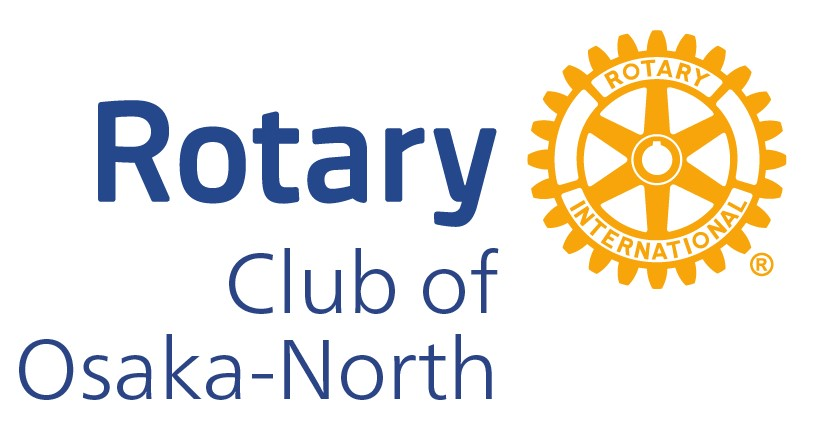 Rotary
Club of
Osaka-North
ROTARY
INTERNATIONAL
®